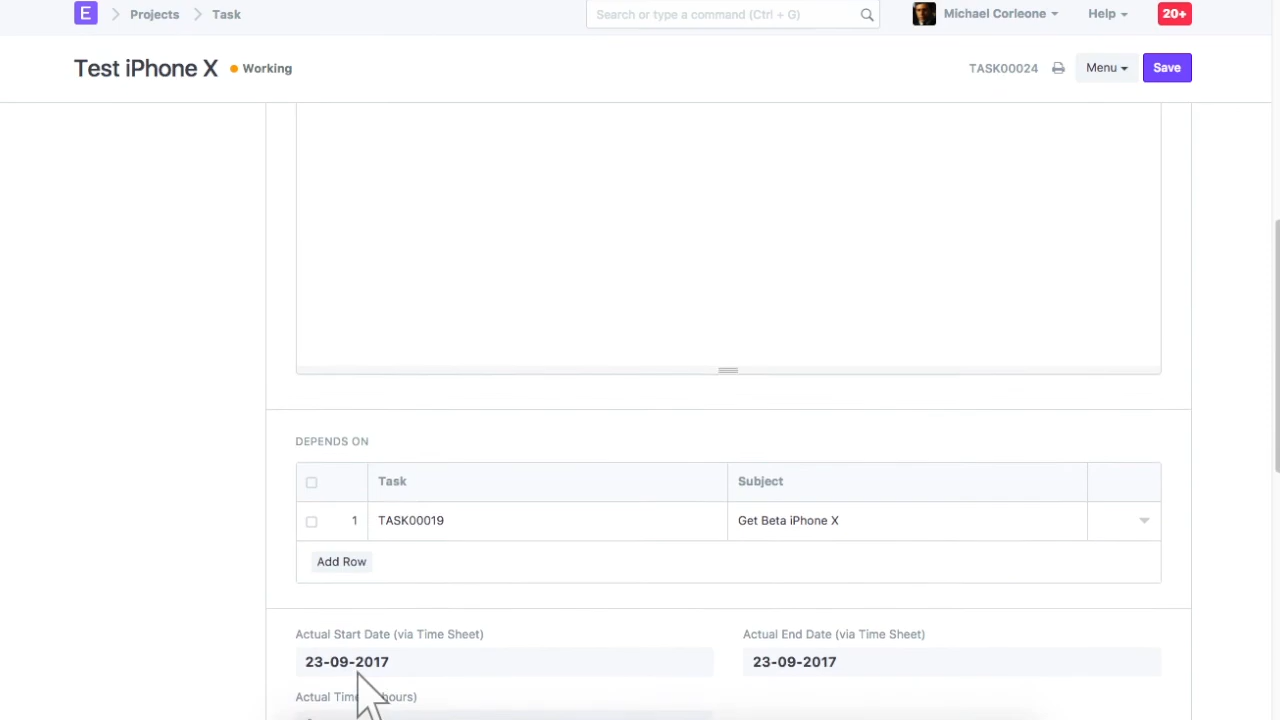 E Projects Task Search or type a command (Ctrl + G) Michael Corleone Help 20+
Test iPhone X Working TASK00024 Menu Save
DEPENDS ON
Task Subject
1 TASK00019 Get Beta iPhone X
Add Row
Actual Start Date (via Time Sheet) Actual End Date (via Time Sheet)
23-09-2017 23-09-2017
Actual hours)